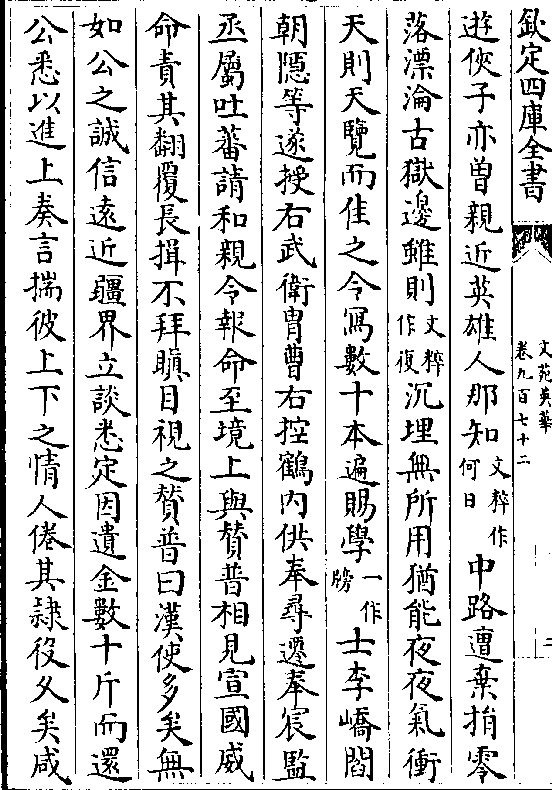 欽定四庫全書
文苑英華
卷九百七十二
二
遊俠子亦曽親近英雄人那知文粹作何日中路遭棄捐零
落漂淪古獄邊雖則文粹作復沉埋無所用猶能夜夜氣衝
天則天覽而佳之令寫數十本遍賜學一作牓士李嶠閻
朝隠等遂授右武衛胄曹右控鶴内供奉尋遷奉宸監
丞屬吐蕃請和親令報命至境上與賛普相見宣國威
命責其翻覆長揖不拜瞋目視之賛普曰漢使多矣無
如公之誠信遠近疆界立談悉定因遺金數十斤而還
公悉以進上奏言揣彼上下之情人倦其隷役久矣咸